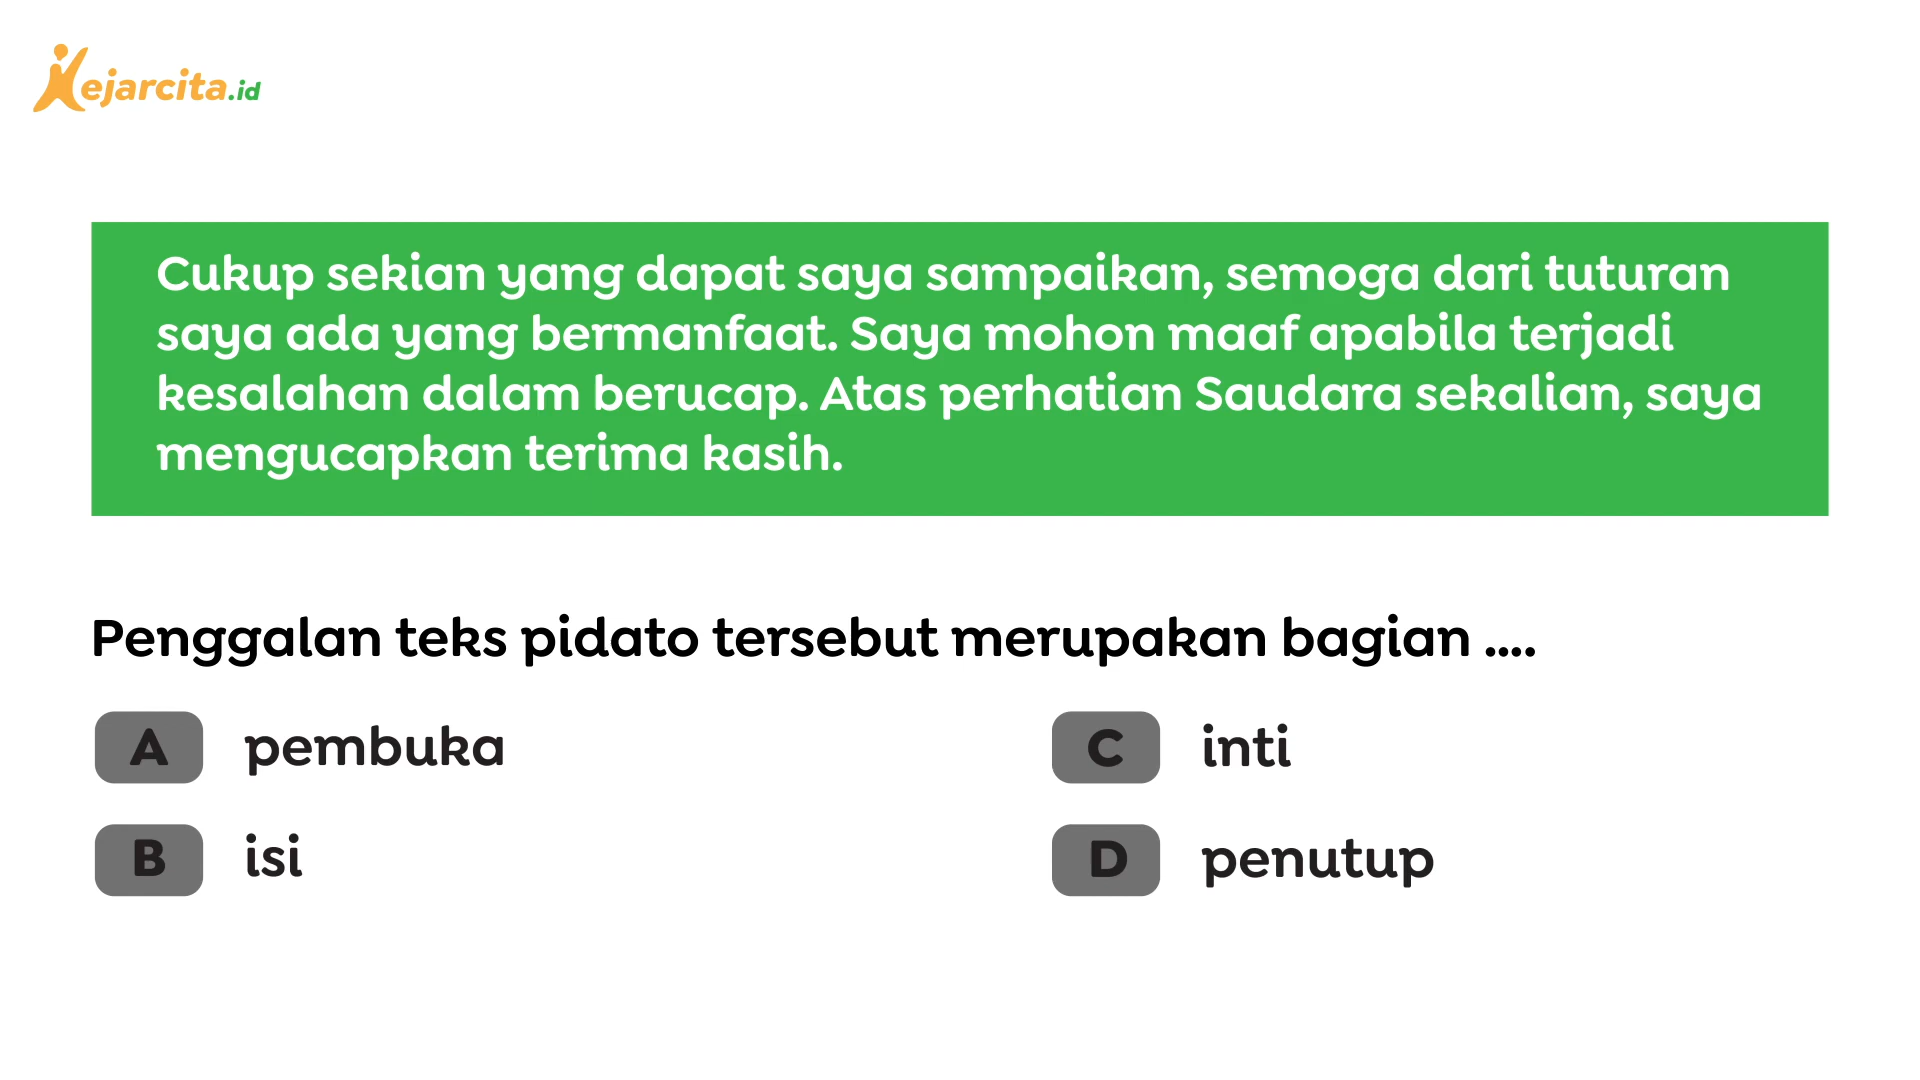 Kejarcita.id
Cukup sekian yang dapat saya sampaikan, semoga dari tuturan
saya ada yang bermanfaat. Saya mohon maaf apabila terjadi
kesalahan dalam berucap. Atas perhatian Saudara sekalian, saya
mengucapkan terima kasih.
Penggalan teks pidato tersebut merupakan bagian ....
A pembuka
B isi
C inti
D penutup